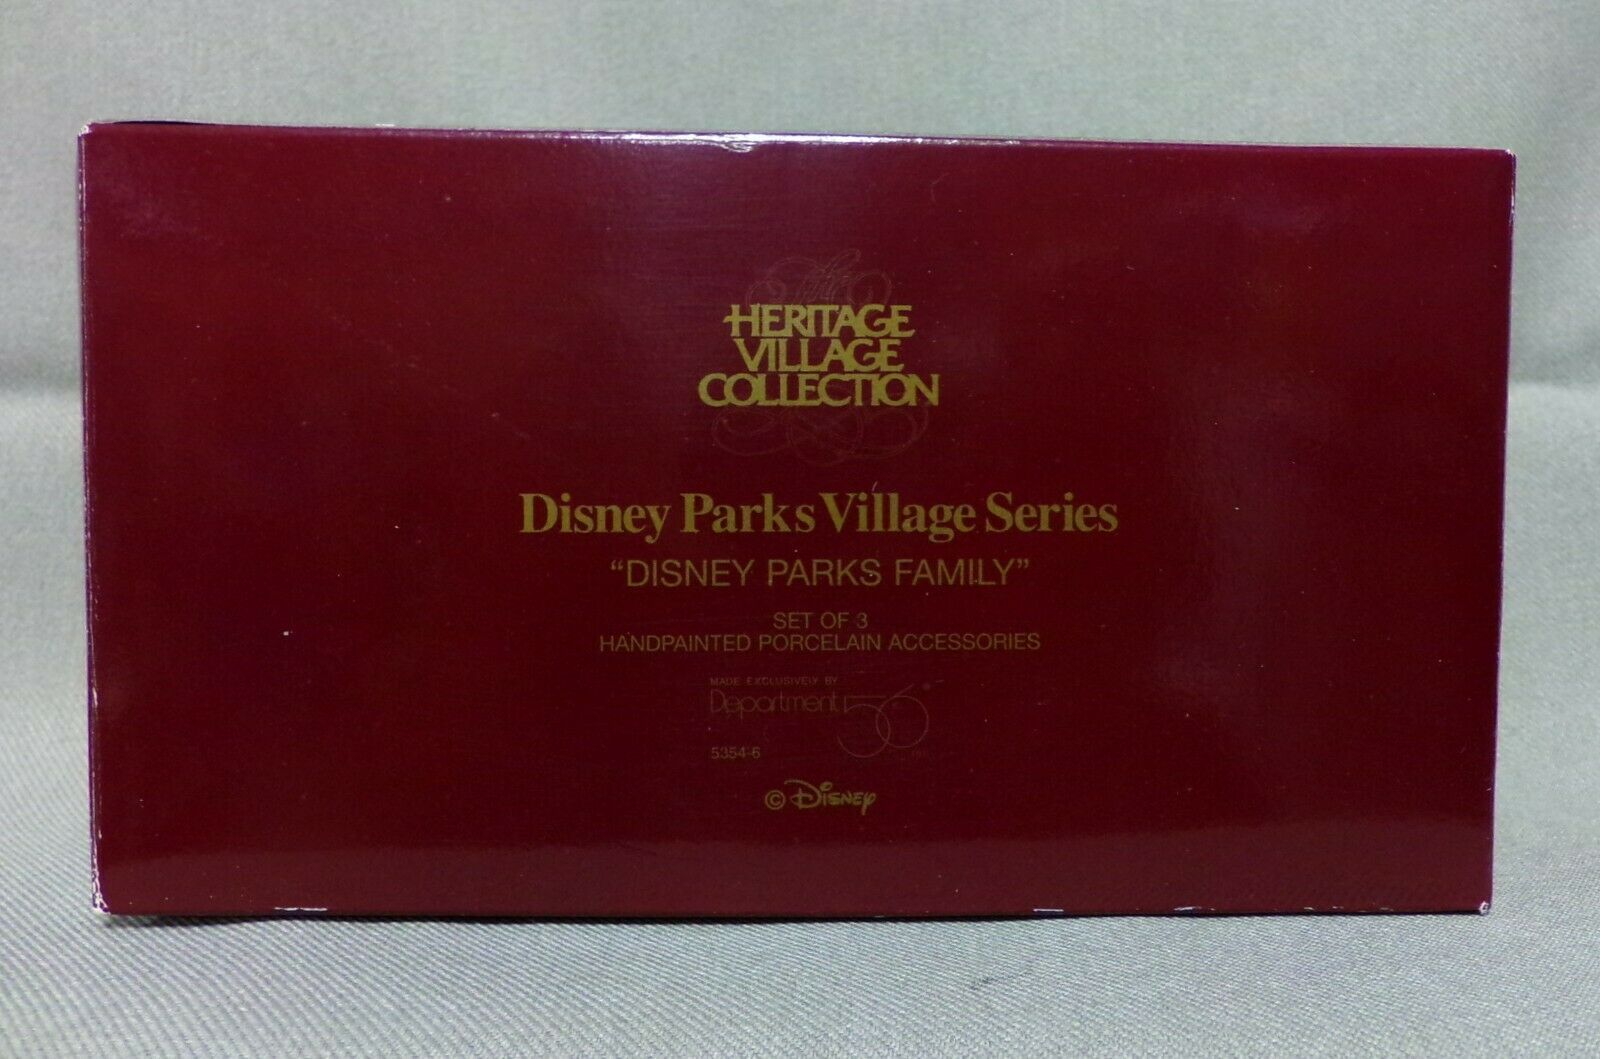 The
HERITAGE
VILLAGE
COLLECTION
Disney Parks Village Series
“DISNEY PARKS FAMILY”
SET OF 3
HANDPAINTED PORCELAIN ACCESSORIES
MADE EXCLUSIVELY BY
Department 56®
5354-6
© Disney